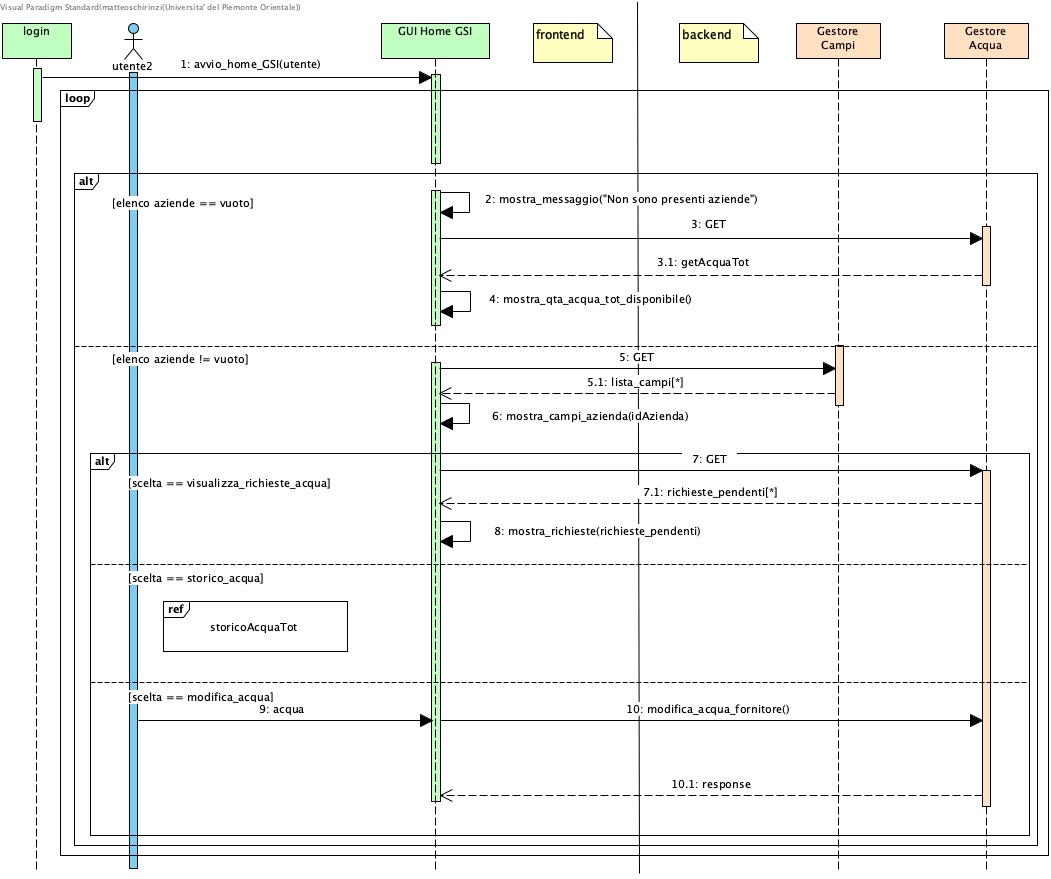 Visual Paradigm Standard(matteoschirinzi(Universita' del Piemonte Orientale))
login
utente2
GUI Home GSI
frontend
backend
Gestore
Campi
Gestore
Acqua
1: avvio_home_GSI(utente)
loop
alt
[elenco aziende == vuoto]
2: mostra_messaggio("Non sono presenti aziende")
3: GET
3.1: getAcquaTot
4: mostra_qta_acqua_tot_disponibile()
[elenco aziende != vuoto]
5: GET
5.1: lista_campi[*]
6: mostra_campi_azienda(idAzienda)
alt
7: GET
[scelta == visualizza_richieste_acqua]
7.1: richieste_pendenti[*]
8: mostra_richieste(richieste_pendenti)
[scelta == storico_acqua]
ref
storicoAcquaTot
[scelta == modifica_acqua]
9: acqua
10: modifica_acqua_fornitore()
10.1: response